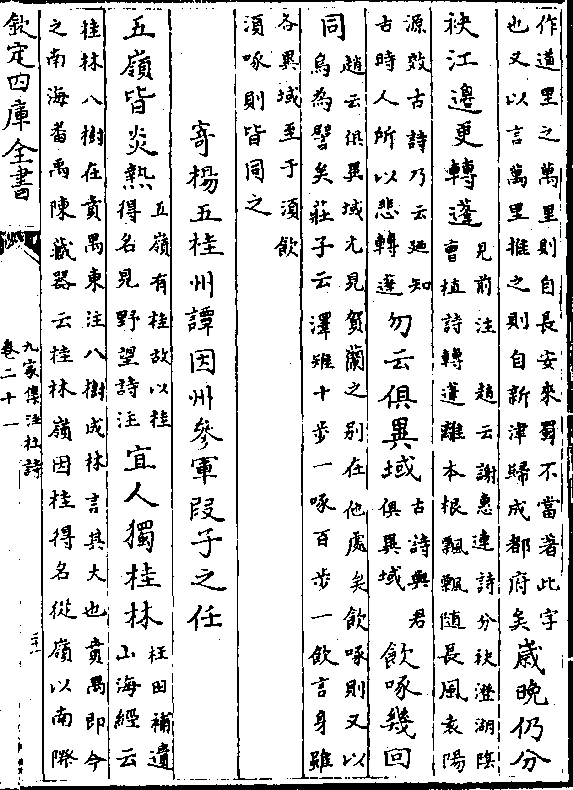 作道里之萬里則自長安來蜀不當著此字
也又以言萬里推之則自新津歸成都府矣歲晚仍分
袂江邊更轉蓬見前注趙云謝惠連詩分袂澄湖陰
曹植詩轉蓬離本根飄飄隨長風袁陽
源效古詩乃云廼知
古時人所以悲轉蓬勿云俱異域古詩與君
俱異域飲啄幾回
同趙云俱異域尤見賀蘭之别在他處矣飲啄則又以
鳥為譬矣莊子云澤雉十步一啄百步一飲言身雖
各異域至于湏飲
湏啄則皆同之
寄楊五桂州譚因州參軍段子之任
五嶺皆炎熱五嶺有桂故以桂
得名見野望詩注宜人獨桂林杜田補遺
山海經云
桂林八樹在賁禺東注八樹成林言其大也賁禺即今
之南海番禺陳藏器云桂林嶺因桂得名從嶺以南際
欽定四庫全書
九家集注杜詩
卷二十一